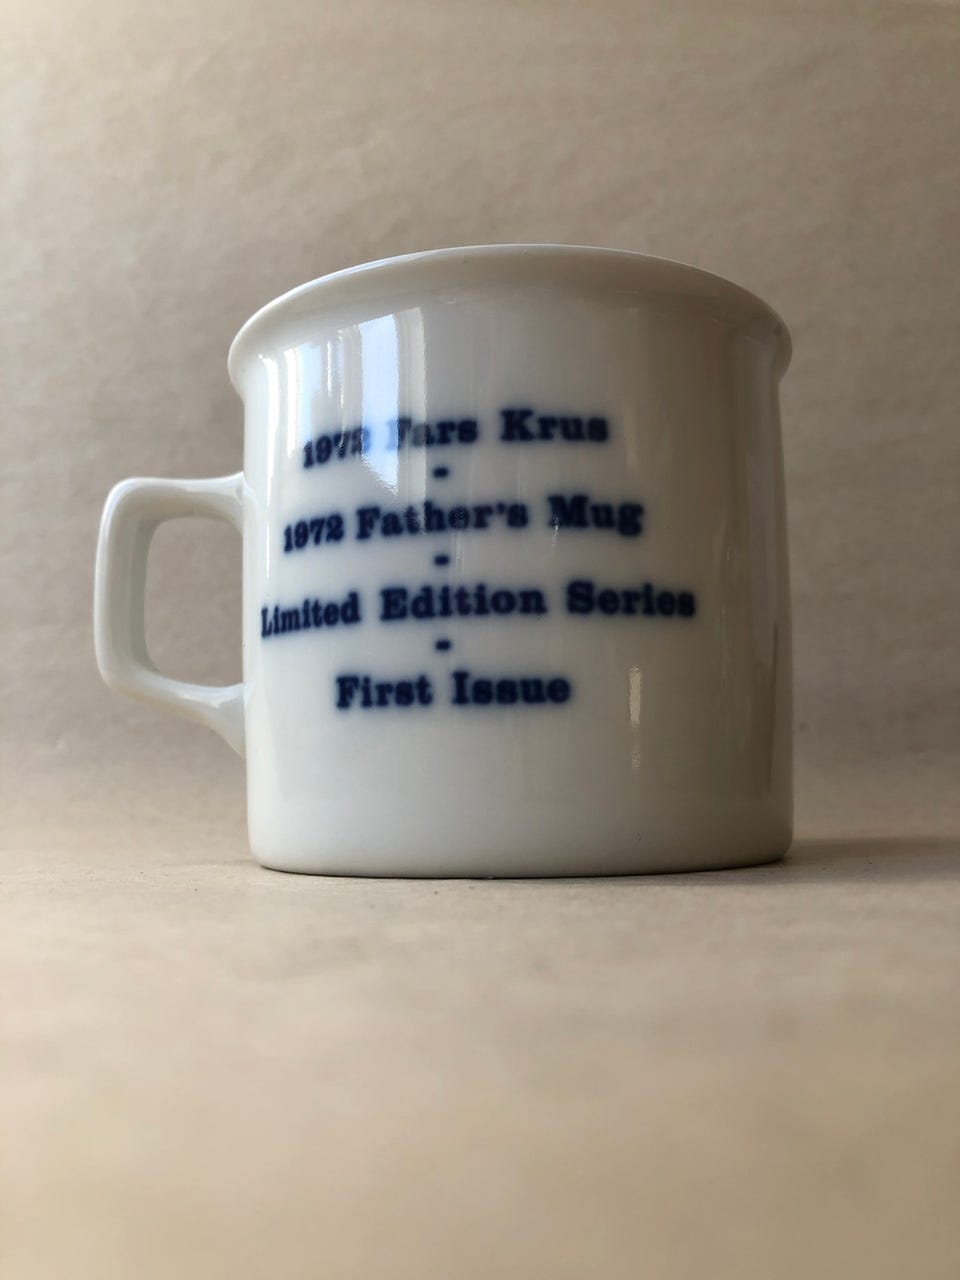 1972 Fars Krus
-
1972 Father's Mug
-
Limited Edition Series
-
First Issue